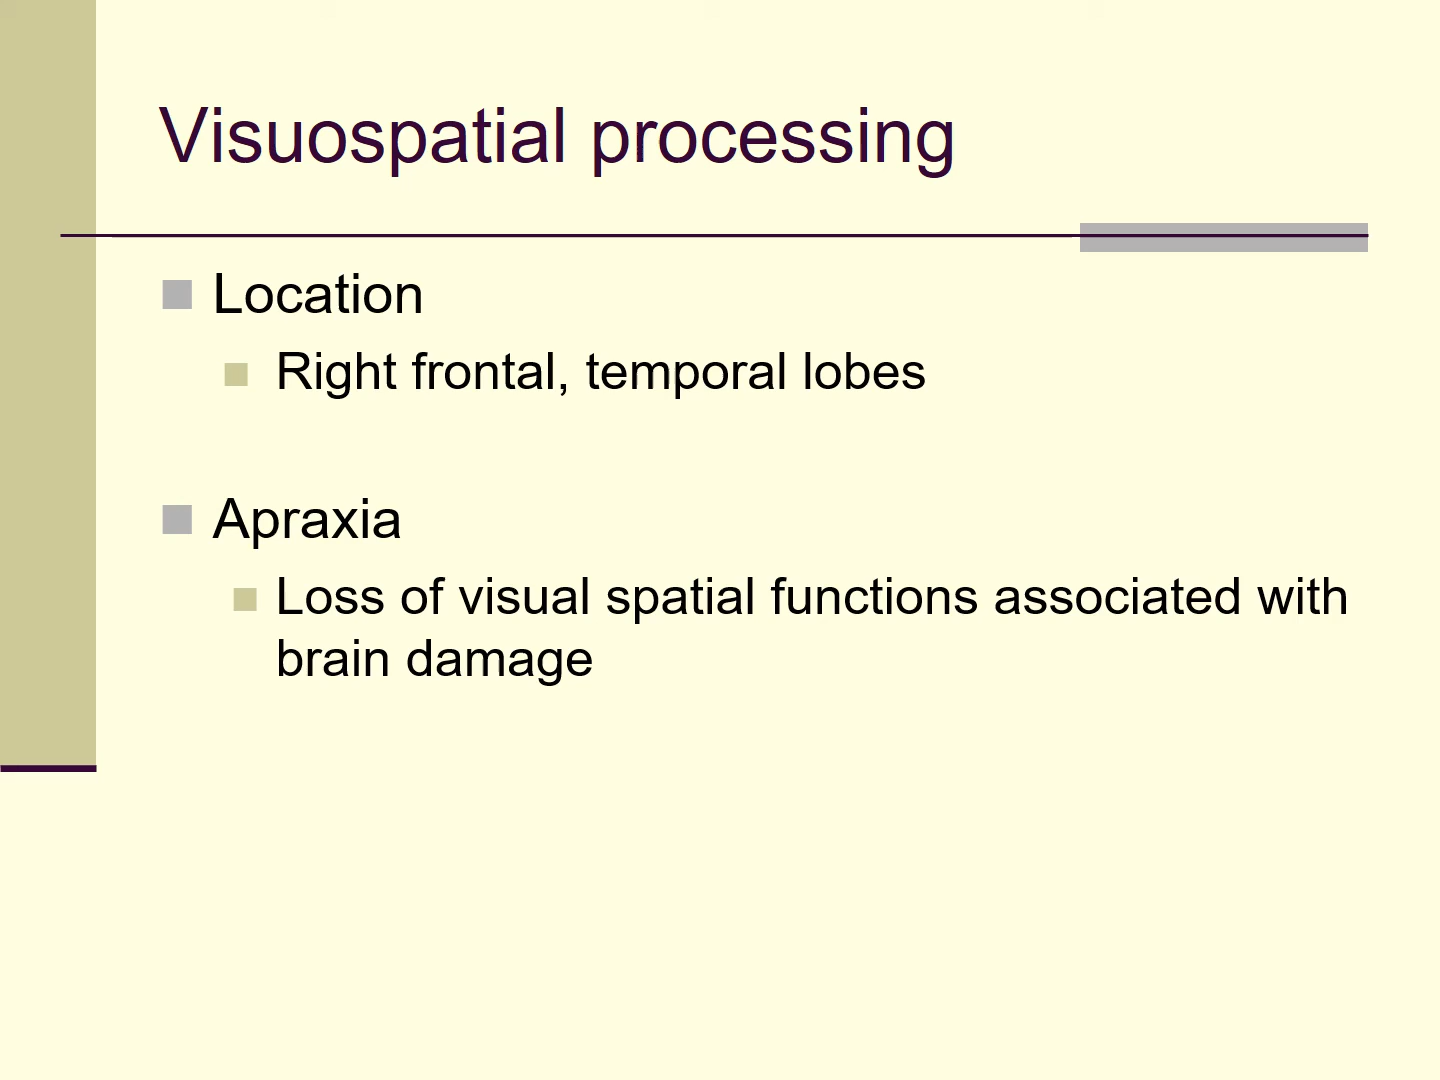 Visuospatial processing
Location
Right frontal, temporal lobes
Apraxia
Loss of visual spatial functions associated with
brain damage